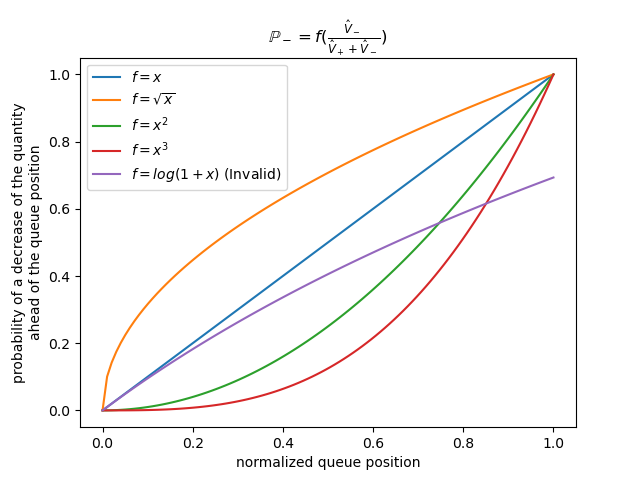 ℙ₋ = f(V̂₋ / (V̂₊ + V̂₋))
f = x
f = √x
f = x²
f = x³
f = log(1 + x) (Invalid)
1.0
0.8
0.6
0.4
0.2
0.0
probability of a decrease of the quantity
ahead of the queue position
0.0 0.2 0.4 0.6 0.8 1.0
normalized queue position